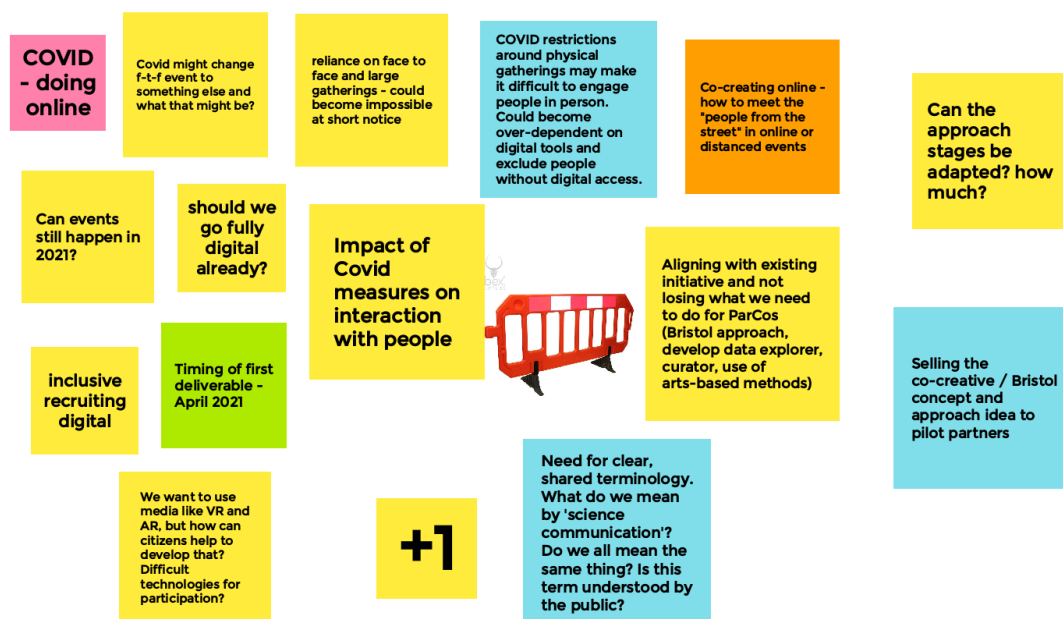 COVID
- doing
online
Covid might change
f-t-f event to
something else and
what that might be?
reliance on face to
face and large
gatherings - could
become impossible
at short notice
COVID restrictions
around physical
gatherings may make
it difficult to engage
people in person.
Could become
over-dependent on
digital tools and
exclude people
without digital access.
Co-creating online -
how to meet the
"people from the
street" in online or
distanced events
Can the
approach
stages be
adapted? how
much?
Can events
still happen in
2021?
should we
go fully
digital
already?
Impact of
Covid
measures on
interaction
with people
Aligning with existing
initiative and not
losing what we need
to do for ParCos
(Bristol approach,
develop data explorer,
curator, use of
arts-based methods)
inclusive
recruiting
digital
Timing of first
deliverable -
April 2021
Selling the
co-creative / Bristol
concept and
approach idea to
pilot partners
We want to use
media like VR and
AR, but how can
citizens help to
develop that?
Difficult
technologies for
participation?
+1
Need for clear,
shared terminology.
What do we mean
by 'science
communication'?
Do we all mean the
same thing? Is this
term understood by
the public?